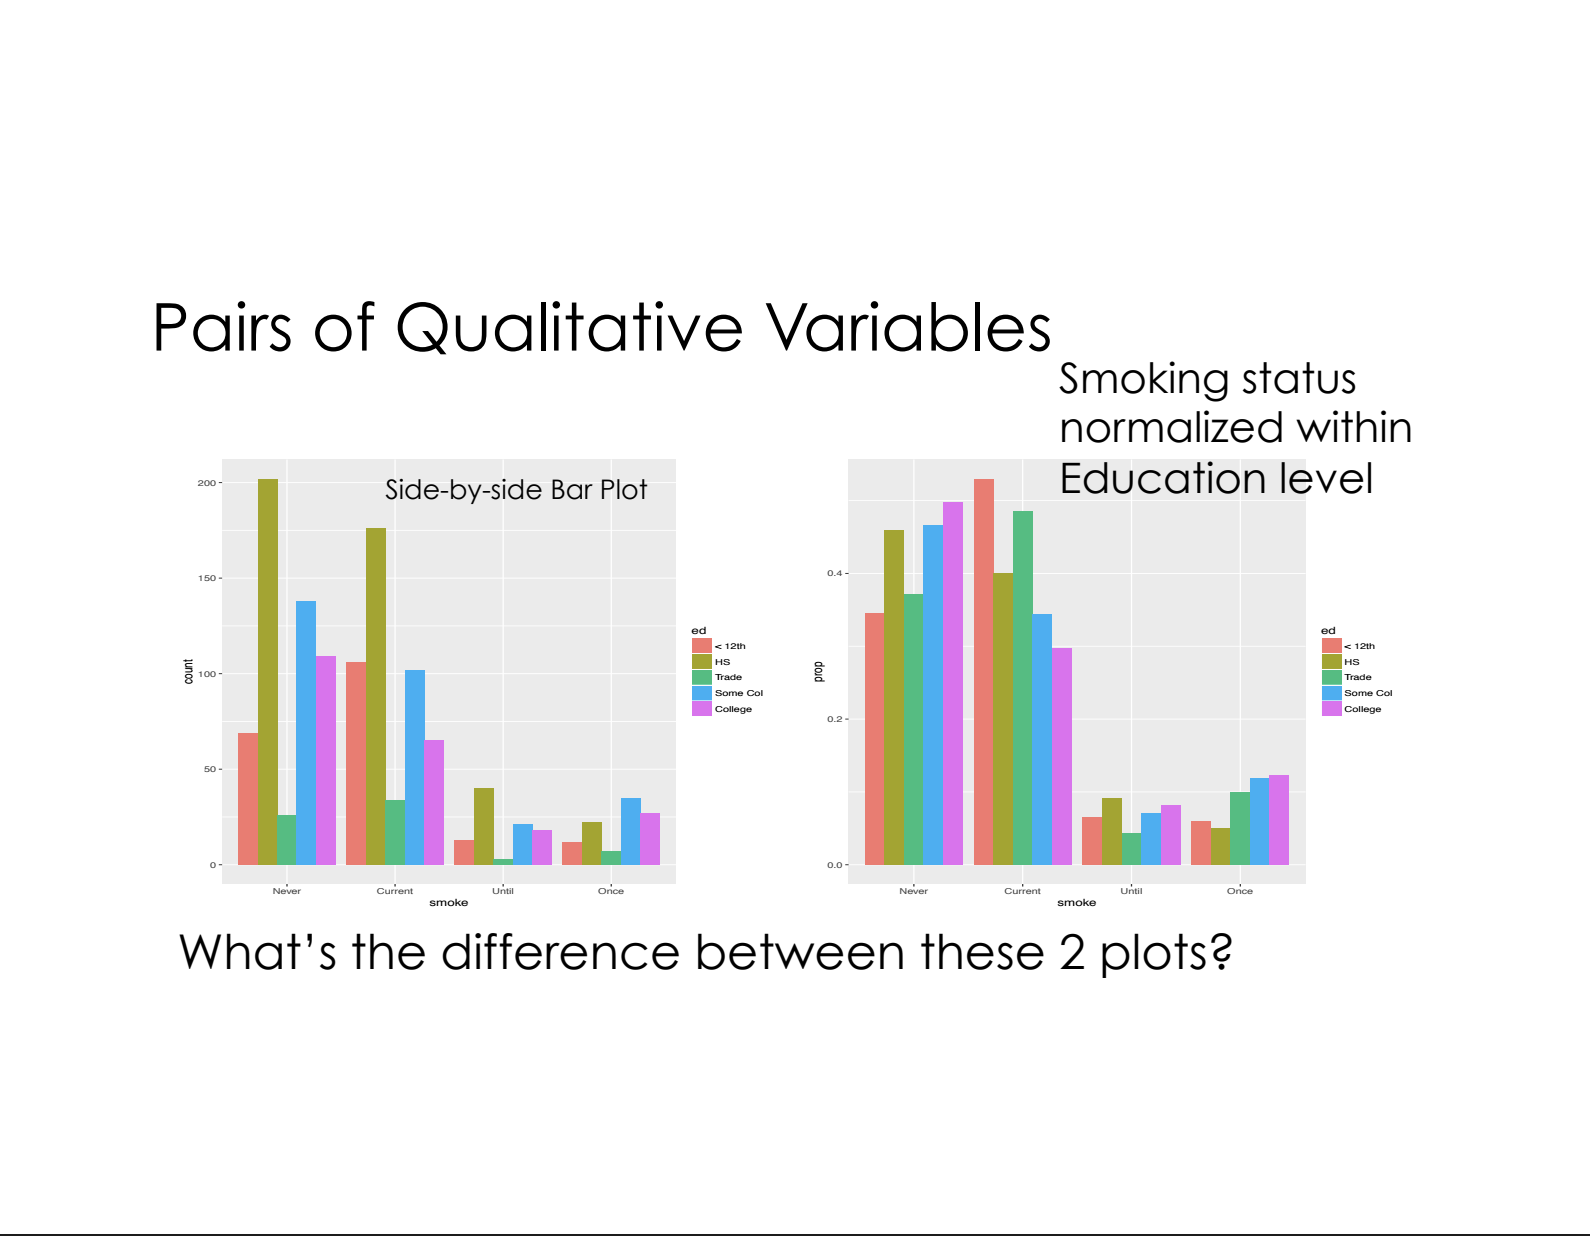 Pairs of Qualitative Variables
Smoking status
normalized within
Education level
Side-by-side Bar Plot
200
150
100
50
0
count
Never Current Until Once
smoke
ed
< 12th
HS
Trade
Some Col
College
0.4
0.2
0.0
prop
Never Current Until Once
smoke
ed
< 12th
HS
Trade
Some Col
College
What's the difference between these 2 plots?